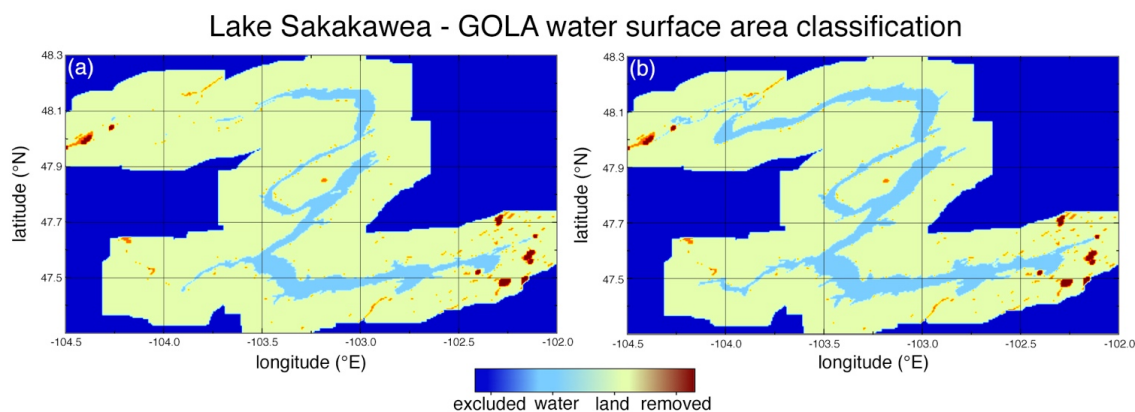 Lake Sakakawea - GOLA water surface area classification
(a)
(b)
latitude (°N)
48.3
48.1
47.9
47.7
47.5
-104.5
-104.0
-103.5
-103.0
-102.5
-102.0
longitude (°E)
latitude (°N)
48.3
48.1
47.9
47.7
47.5
-104.5
-104.0
-103.5
-103.0
-102.5
-102.0
longitude (°E)
excluded water land removed